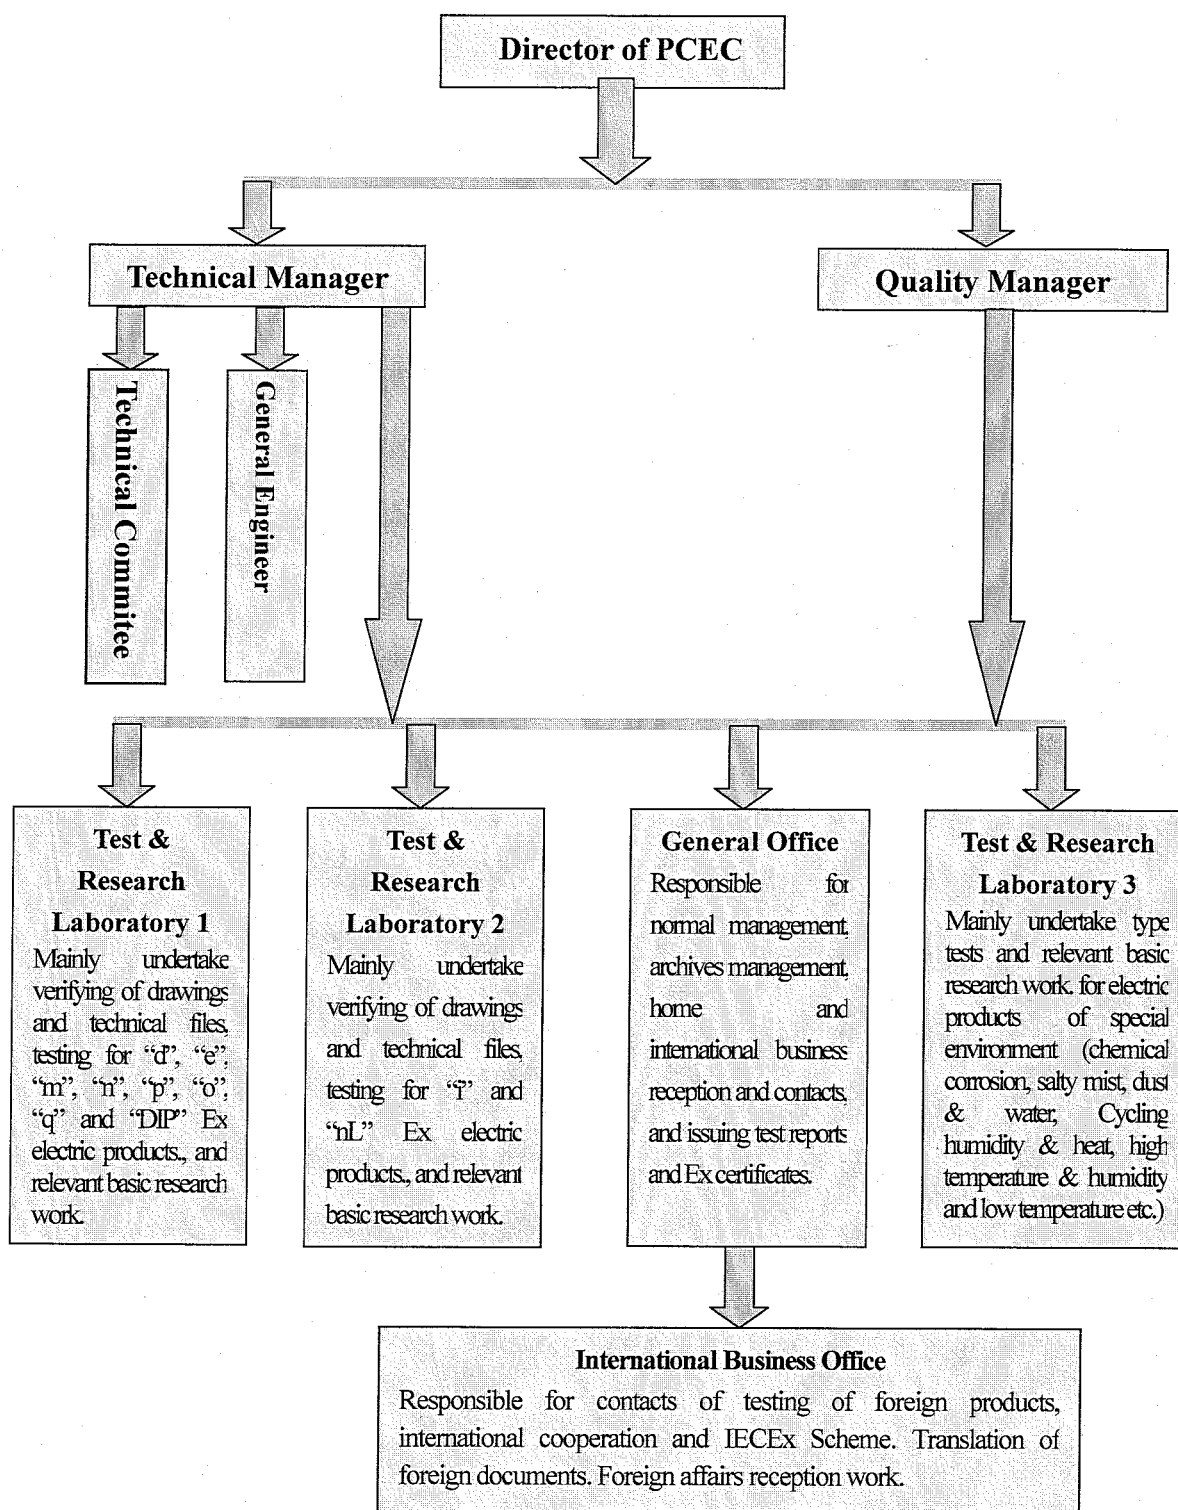 Director of PCEC
Technical Manager
Quality Manager
Technical Commitee
General Engineer
Test &
Research
Laboratory 1
Mainly undertake
verifying of drawings
and technical files,
testing for “d”, “e”,
“m”, “n”, “p”, “o”,
“q” and “DIP” Ex
electric products., and
relevant basic research
work.
Test &
Research
Laboratory 2
Mainly undertake
verifying of drawings
and technical files,
testing for “i” and
“nL” Ex electric
products., and relevant
basic research work.
General Office
Responsible for
normal management,
archives management,
home and
international business
reception and contacts,
and issuing test reports
and Ex certificates.
Test & Research
Laboratory 3
Mainly undertake type
tests and relevant basic
research work. for electric
products of special
environment (chemical
corrosion, salty mist, dust
& water, Cycling
humidity & heat, high
temperature & humidity
and low temperature etc.)
International Business Office
Responsible for contacts of testing of foreign products,
international cooperation and IECEx Scheme. Translation of
foreign documents. Foreign affairs reception work.